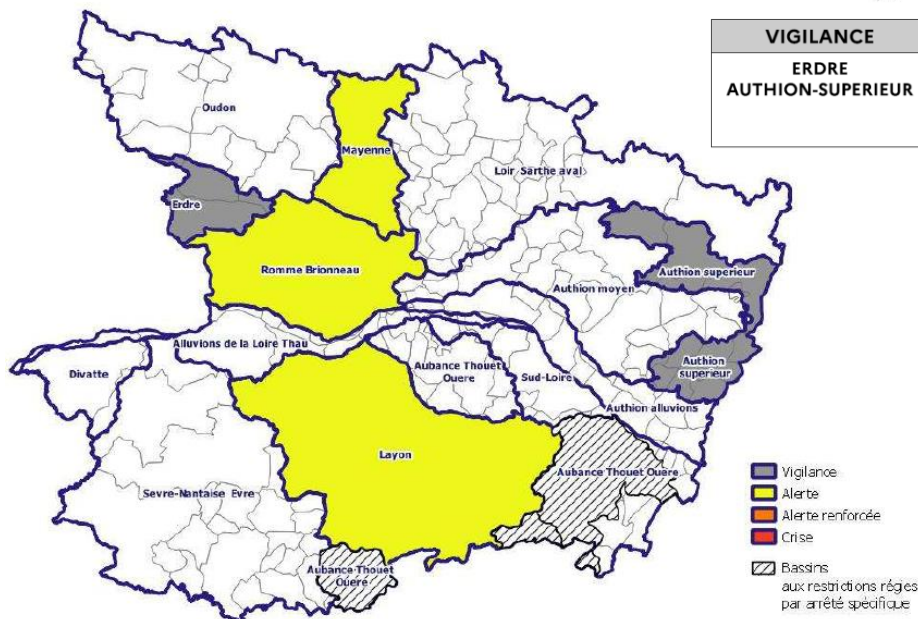 VIGILANCE
ERDRE
AUTHION-SUPERIEUR
Oudon
Mayenne
Loir Sarthe aval
Erdre
Romme Brionneau
Authion superieur
Authion moyen
Alluvions de la Loire Thau
Divatte
Aubance Thouet
Ouere
Sud-Loire
Authion
superieur
Authion alluvions
Layon
Aubance Thouet Ouere
Sevre-Nantaise Evre
Aubance Thouet
Ouere
Vigilance
Alerte
Alerte renforcée
Crise
Bassins
aux restrictions régies
par arrêté spécifique